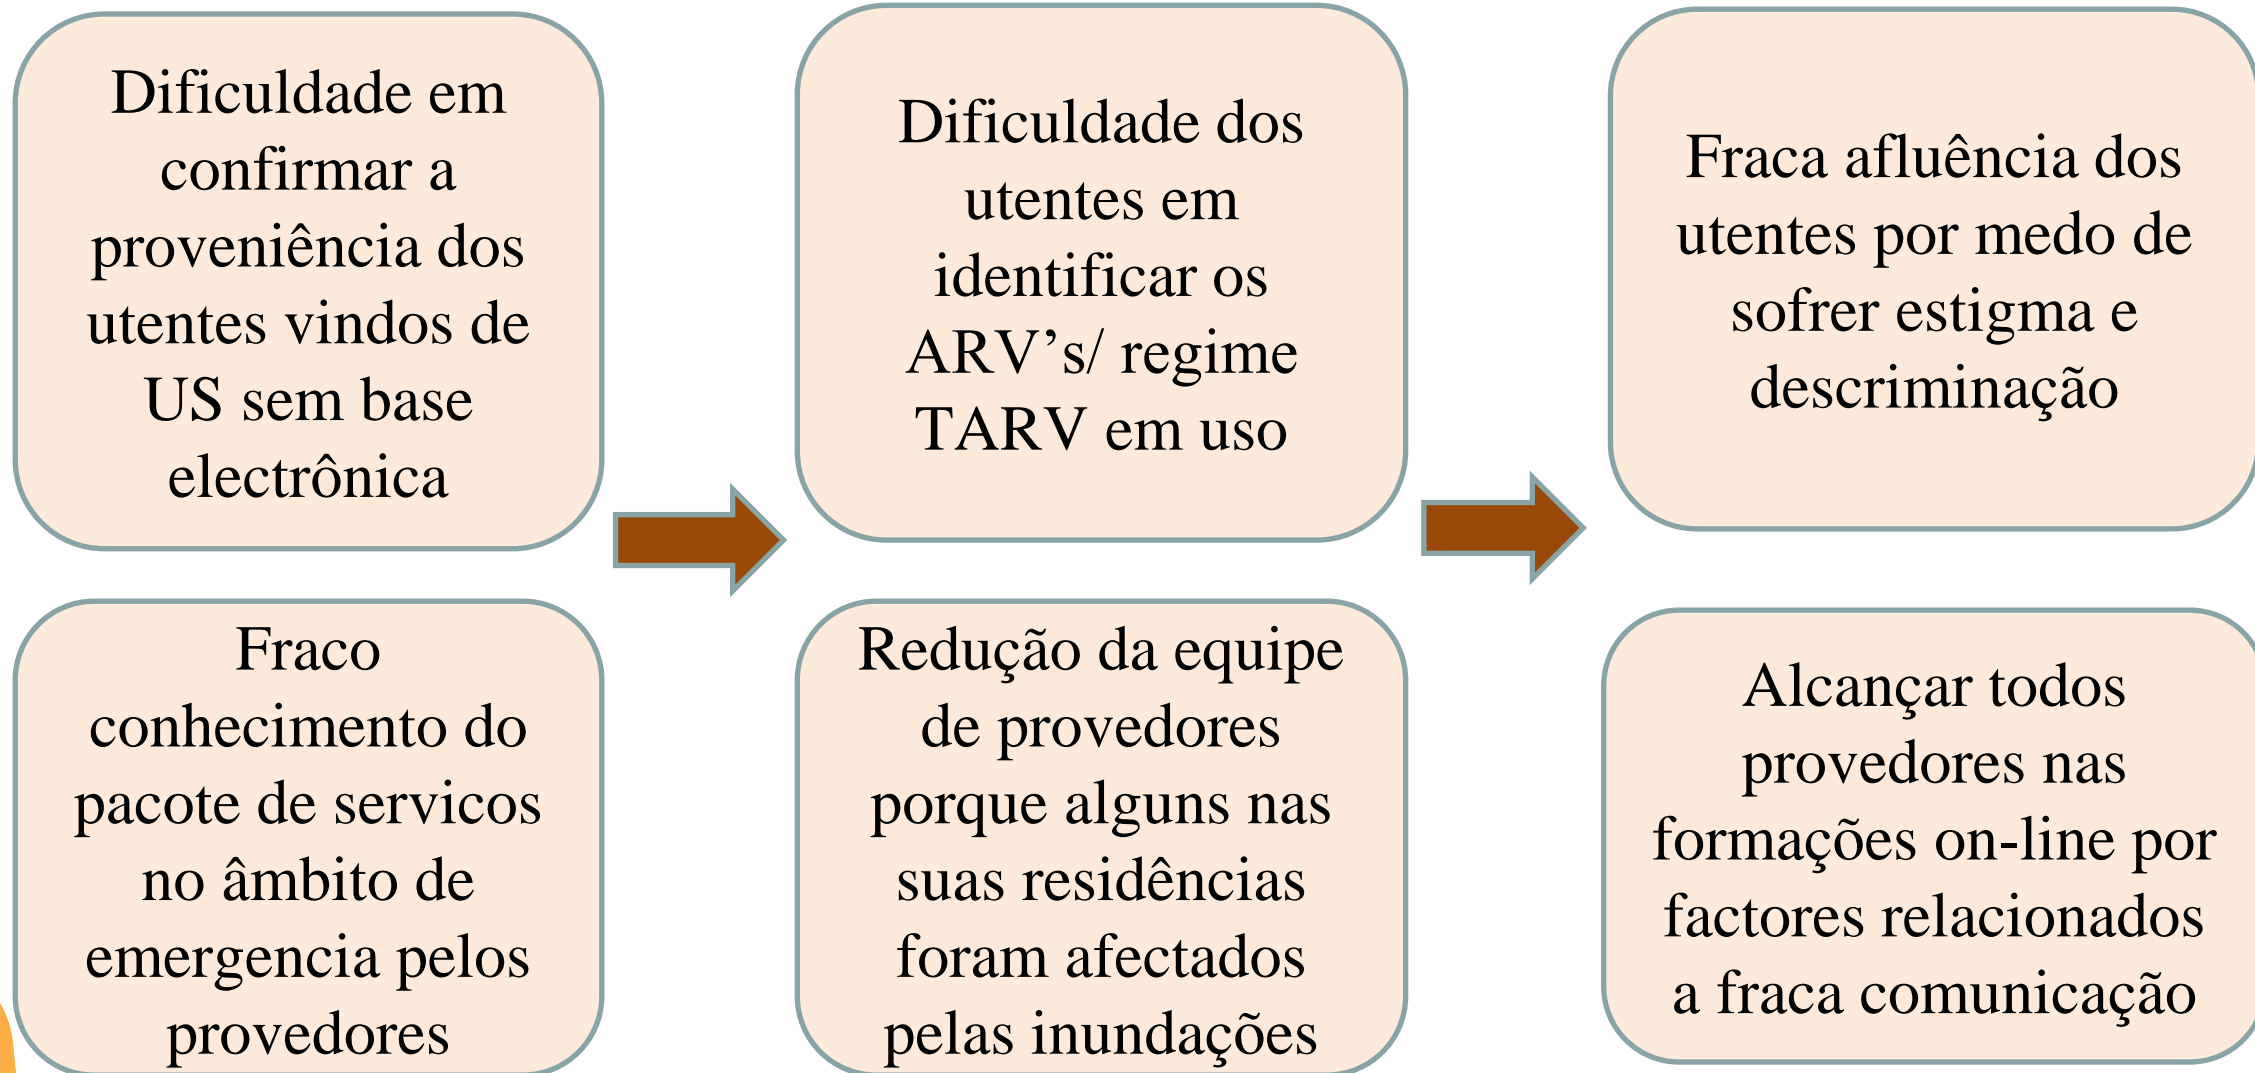 Dificuldade em
confirmar a
proveniência dos
utentes vindos de
US sem base
electrônica
Dificuldade dos
utentes em
identificar os
ARV’s/ regime
TARV em uso
Fraca afluência dos
utentes por medo de
sofrer estigma e
descriminação
Fraco
conhecimento do
pacote de servicos
no âmbito de
emergencia pelos
provedores
Redução da equipe
de provedores
porque alguns nas
suas residências
foram afectados
pelas inundações
Alcançar todos
provedores nas
formações on-line por
factores relacionados
a fraca comunicação